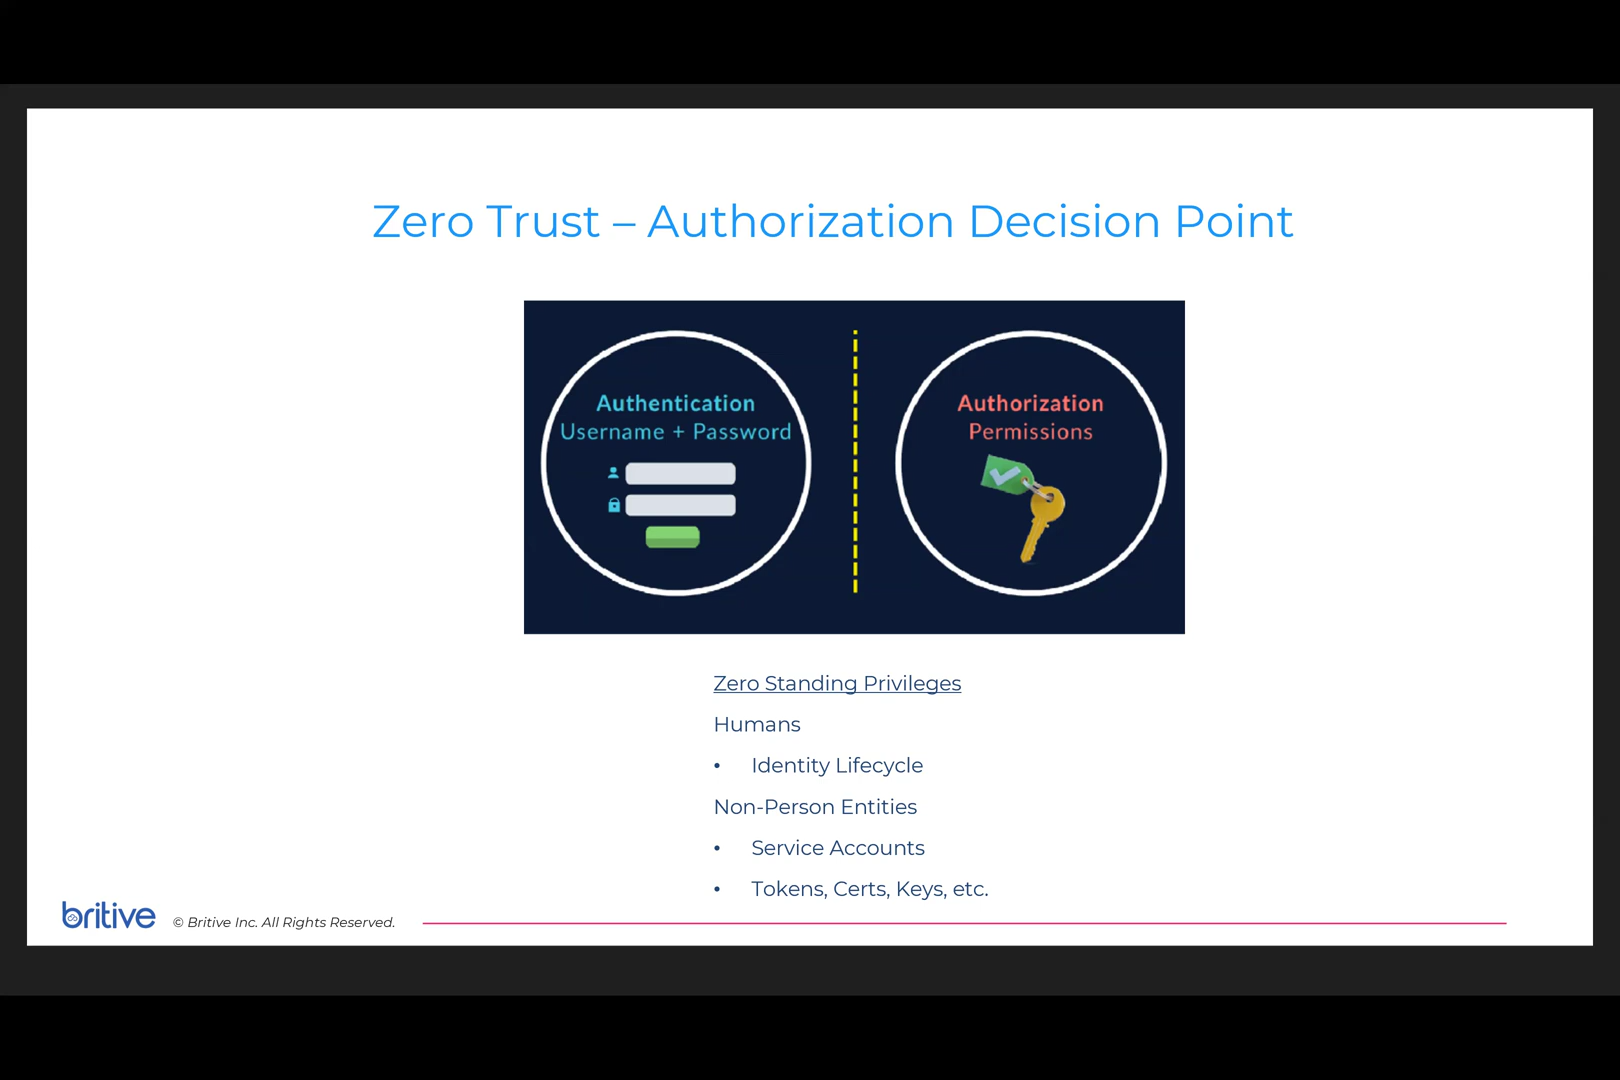 Zero Trust – Authorization Decision Point
Authentication
Username + Password
Authorization
Permissions
Zero Standing Privileges
Humans
• Identity Lifecycle
Non-Person Entities
• Service Accounts
• Tokens, Certs, Keys, etc.
britive © Britive Inc. All Rights Reserved.